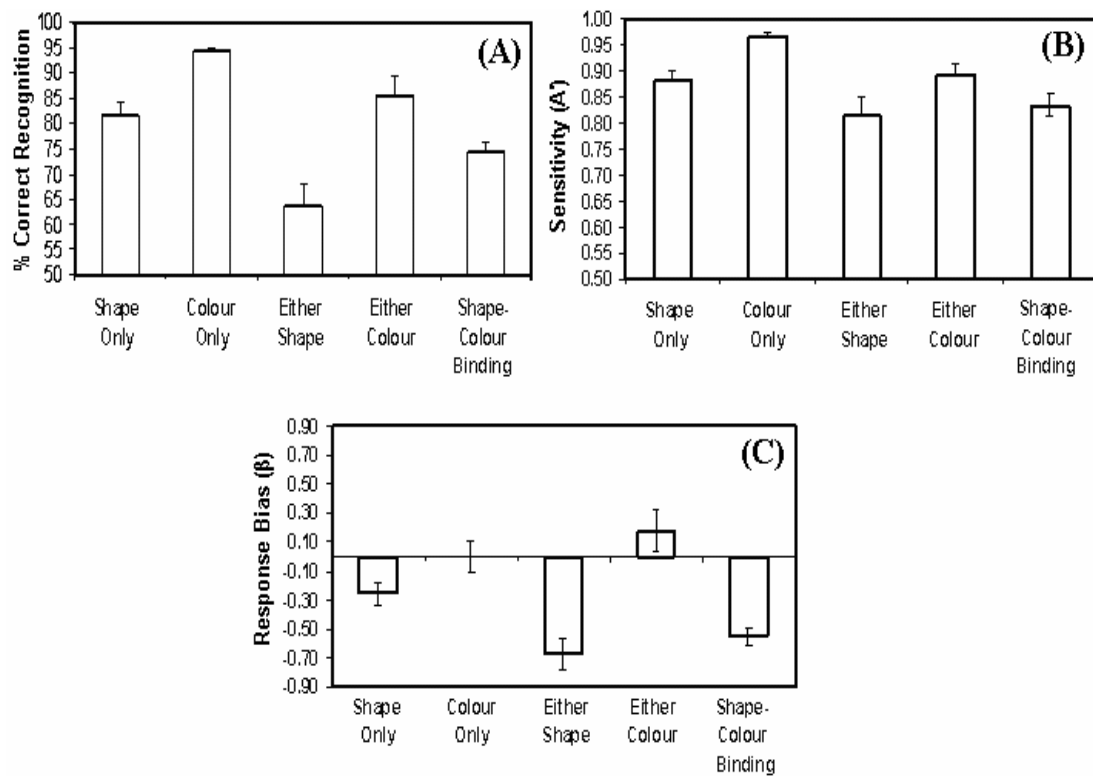 (A)
% Correct Recognition
100
95
90
85
80
75
70
65
60
55
50
Shape Only
Colour Only
Either Shape
Either Colour
Shape-Colour Binding
(B)
Sensitivity (A')
1.00
0.95
0.90
0.85
0.80
0.75
0.70
0.65
0.60
0.55
0.50
Shape Only
Colour Only
Either Shape
Either Colour
Shape-Colour Binding
(C)
Response Bias (β)
0.90
0.70
0.50
0.30
0.10
-0.10
-0.30
-0.50
-0.70
-0.90
Shape Only
Colour Only
Either Shape
Either Colour
Shape-Colour Binding